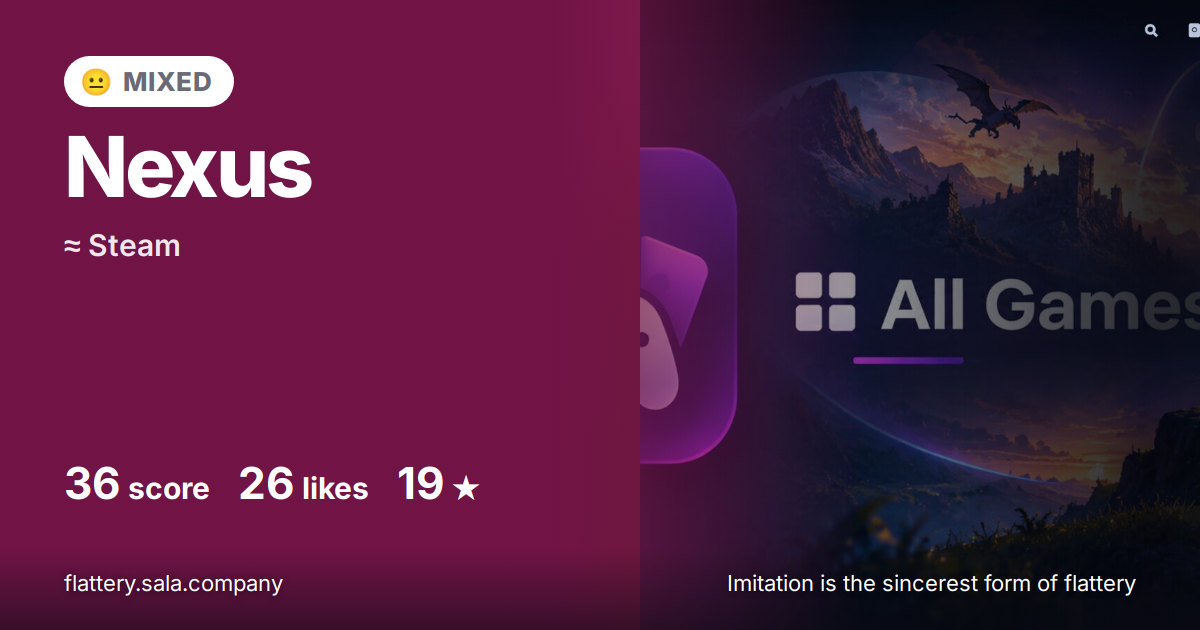 😐 MIXED
Nexus
≈ Steam
36 score 26 likes 19 ★
flattery.sala.company
All Games
Imitation is the sincerest form of flattery